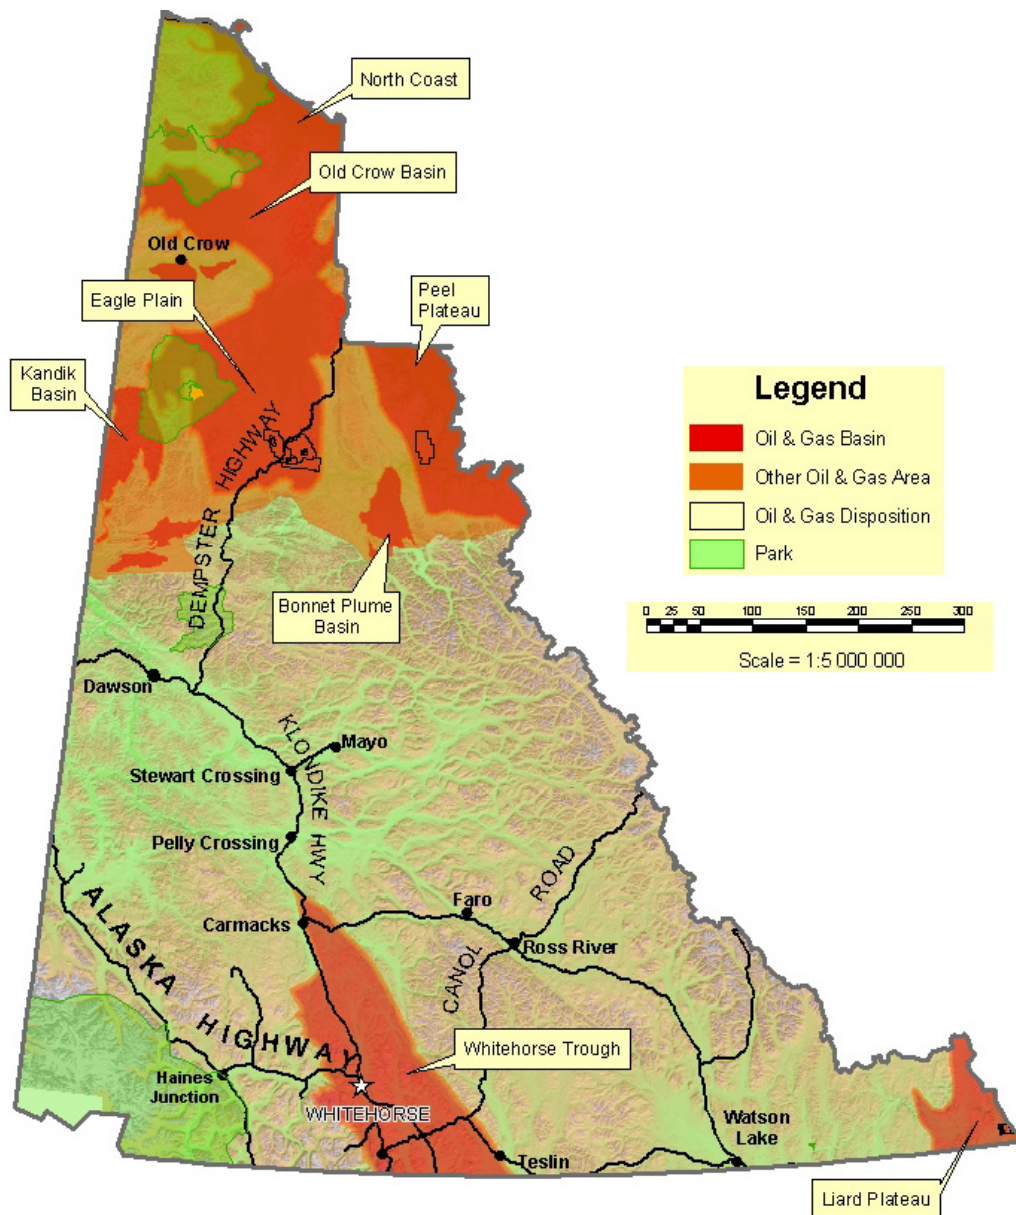 North Coast
Old Crow Basin
Old Crow
Eagle Plain
Peel
Plateau
Kandik
Basin
DEMPSTER HIGHWAY
Bonnet Plume
Basin
Legend
Oil & Gas Basin
Other Oil & Gas Area
Oil & Gas Disposition
Park
0 25 50 100 150 200 250 300
Scale = 1:5 000 000
Dawson
KLONDIKE HWY
Mayo
Stewart Crossing
Pelly Crossing
ALASKA HIGHWAY
Carmacks
Faro
CANOL ROAD
Ross River
Whitehorse Trough
Haines
Junction
WHITEHORSE
Watson
Lake
Teslin
Liard Plateau